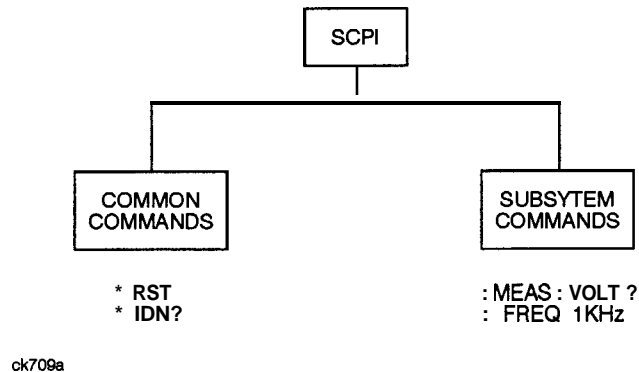 SCPI
COMMON
COMMANDS
SUBSYTEM
COMMANDS
* RST
* IDN?
: MEAS : VOLT ?
: FREQ 1KHz
ck709a